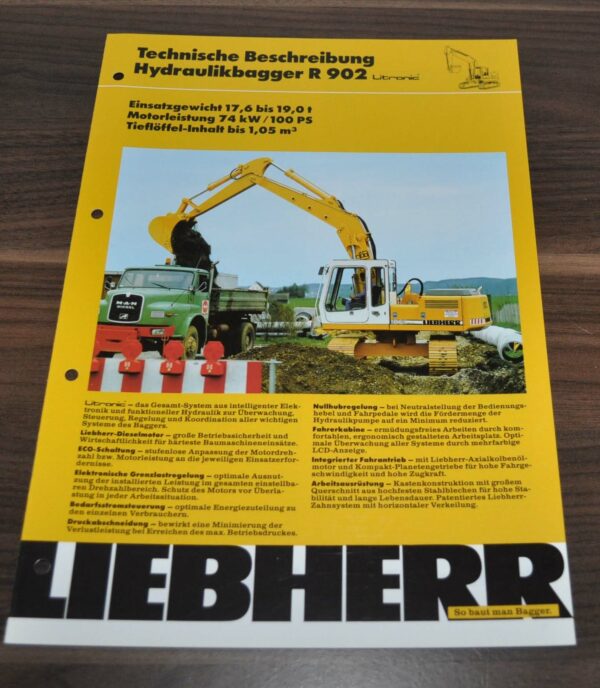 Technische Beschreibung
Hydraulikbagger R 902 Litronic
Einsatzgewicht 17,6 bis 19,0 t
Motorleistung 74 kW/100 PS
Tieflöffel-Inhalt bis 1,05 m³
M·A·N
DIESEL
LIEBHERR
Litronic – das Gesamt-System aus intelligenter Elek-
tronik und funktioneller Hydraulik zur Überwachung,
Steuerung, Regelung und Koordination aller wichtigen
Systeme des Baggers.
Liebherr-Dieselmotor – große Betriebssicherheit und
Wirtschaftlichkeit für härteste Baumaschineneinsätze.
ECO-Schaltung – stufenlose Anpassung der Motordreh-
zahl bzw. Motorleistung an die jeweiligen Einsatzerfor-
dernisse.
Elektronische Grenzlastregelung – optimale Ausnut-
zung der installierten Leistung im gesamten einstellba-
ren Drehzahlbereich. Schutz des Motors vor Überla-
stung in jeder Arbeitssituation.
Bedarfsstromsteuerung – optimale Energiezuteilung zu
den einzelnen Verbrauchern.
Druckabschneidung – bewirkt eine Minimierung der
Verlustleistung bei Erreichen des max. Betriebsdruckes.
Nullhubregelung – bei Neutralstellung der Bedienungs-
hebel und Fahrpedale wird die Fördermenge der
Hydraulikpumpe auf ein Minimum reduziert.
Fahrerkabine – ermüdungsfreies Arbeiten durch kom-
fortablen, ergonomisch gestalteten Arbeitsplatz. Opti-
male Überwachung aller Systeme durch mehrfarbige
LCD-Anzeige.
Integrierter Fahrantrieb – mit Liebherr-Axialkolbenöl-
motor und Kompakt-Planetengetriebe für hohe Fahrge-
schwindigkeit und hohe Zugkraft.
Arbeitsausrüstung – Kastenkonstruktion mit großem
Querschnitt aus hochfesten Stahlblechen für hohe Sta-
bilität und lange Lebensdauer. Patentiertes Liebherr-
Zahnsystem mit horizontaler Verkeilung.
LIEBHERR
So baut man Bagger.